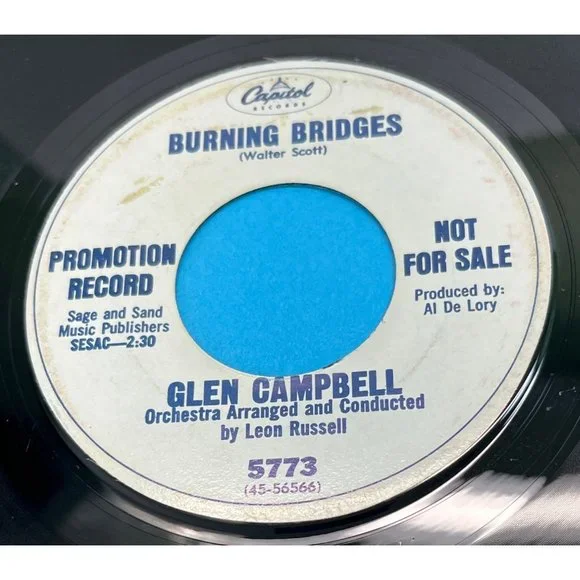 Capitol
RECORDS
BURNING BRIDGES
(Walter Scott)
PROMOTION
RECORD
Sage and Sand
Music Publishers
SESAC—2:30
NOT
FOR SALE
Produced by:
Al De Lory
GLEN CAMPBELL
Orchestra Arranged and Conducted
by Leon Russell
5773
(45-56566)